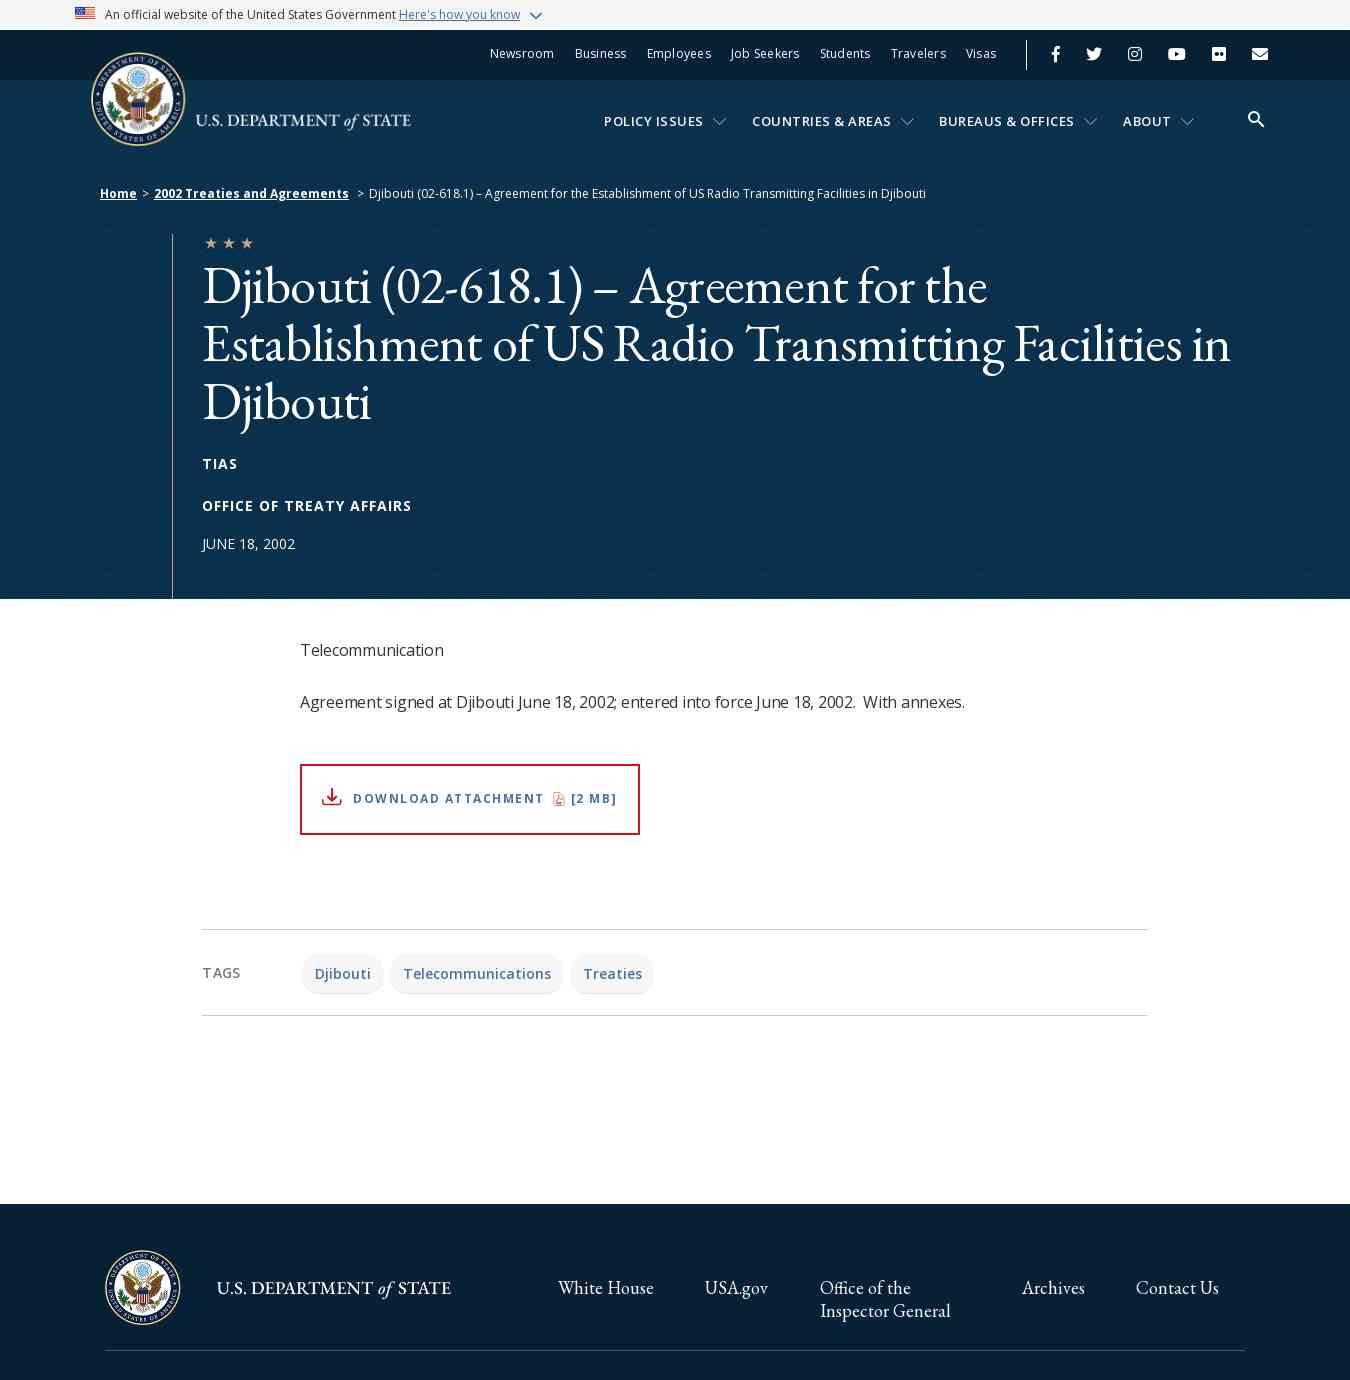 An official website of the United States Government Here's how you know
Newsroom Business Employees Job Seekers Students Travelers Visas
U.S. DEPARTMENT of STATE
POLICY ISSUES COUNTRIES & AREAS BUREAUS & OFFICES ABOUT
Home > 2002 Treaties and Agreements > Djibouti (02-618.1) – Agreement for the Establishment of US Radio Transmitting Facilities in Djibouti
Djibouti (02-618.1) – Agreement for the
Establishment of US Radio Transmitting Facilities in
Djibouti
TIAS
OFFICE OF TREATY AFFAIRS
JUNE 18, 2002
Telecommunication
Agreement signed at Djibouti June 18, 2002; entered into force June 18, 2002.  With annexes.
DOWNLOAD ATTACHMENT [2 MB]
TAGS Djibouti Telecommunications Treaties
U.S. DEPARTMENT of STATE
White House USA.gov Office of the Archives Contact Us
Inspector General